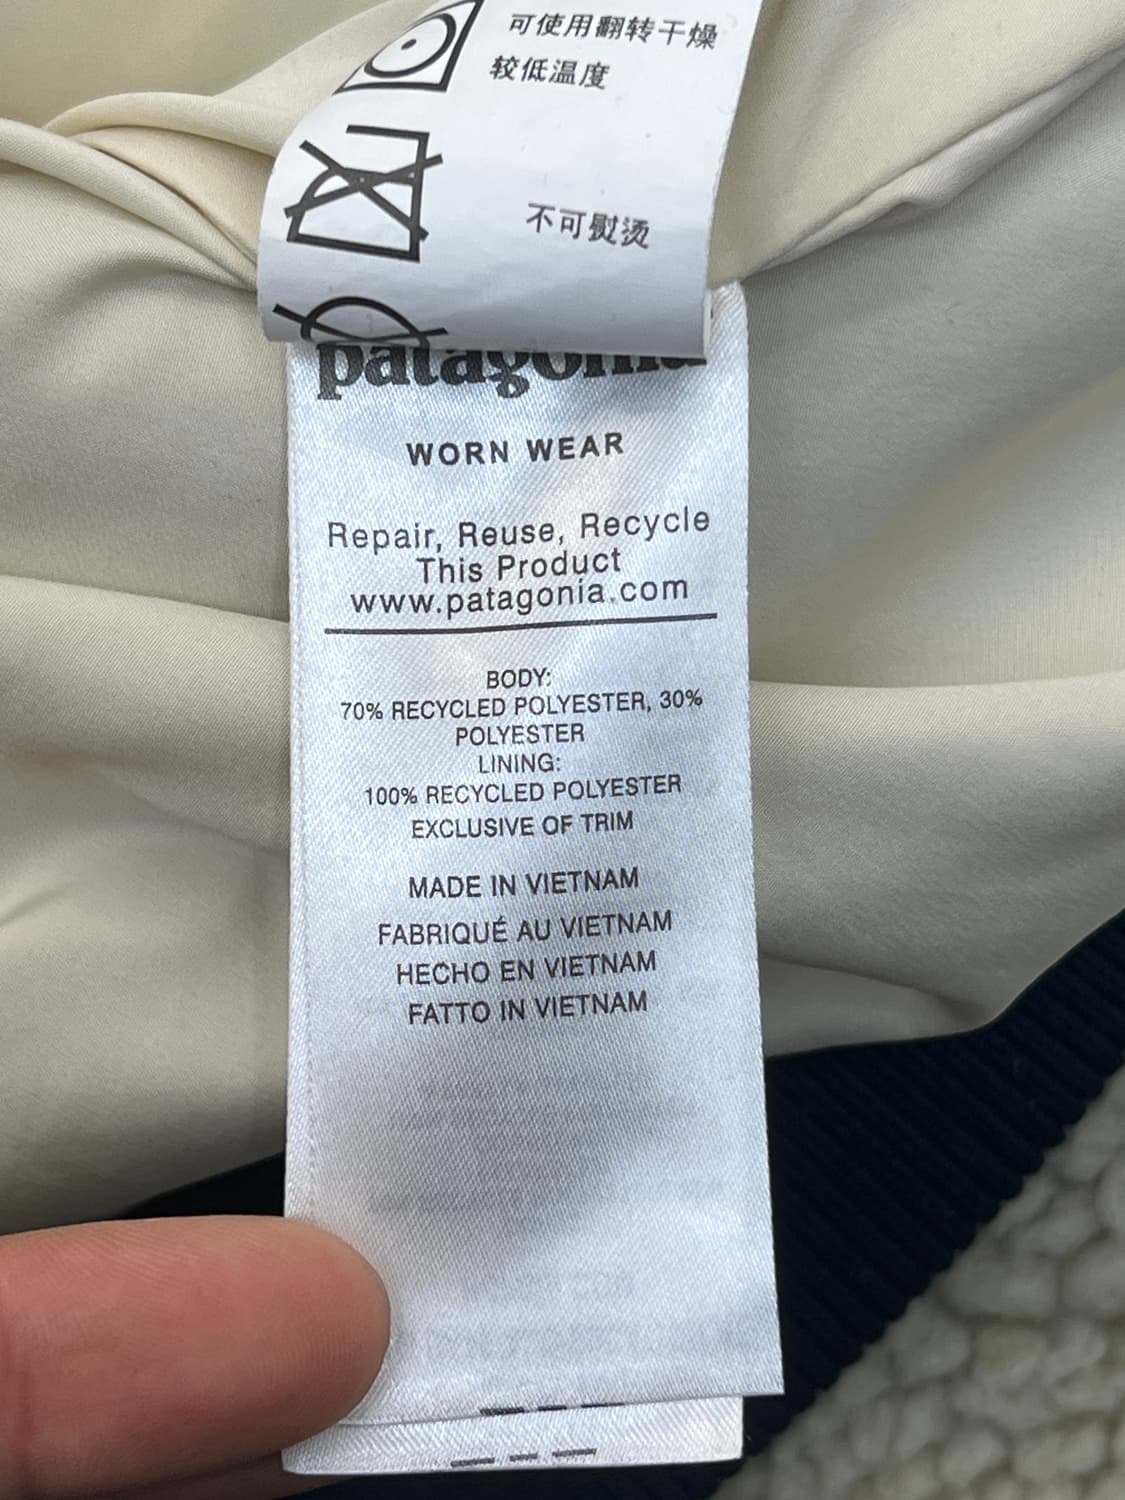 可使用翻转干燥
较低温度
不可熨烫
patagonia
WORN WEAR
Repair, Reuse, Recycle
This Product
www.patagonia.com
BODY:
70% RECYCLED POLYESTER, 30%
POLYESTER
LINING:
100% RECYCLED POLYESTER
EXCLUSIVE OF TRIM
MADE IN VIETNAM
FABRIQUÉ AU VIETNAM
HECHO EN VIETNAM
FATTO IN VIETNAM